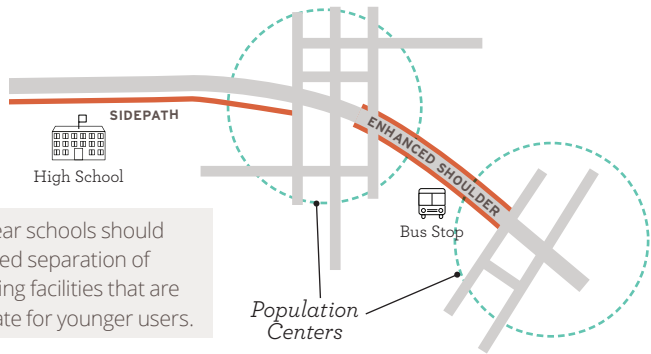 SIDEPATH
High School
ENHANCED SHOULDER
Bus Stop
ear schools should
ed separation of
ing facilities that are
ate for younger users.
Population
Centers